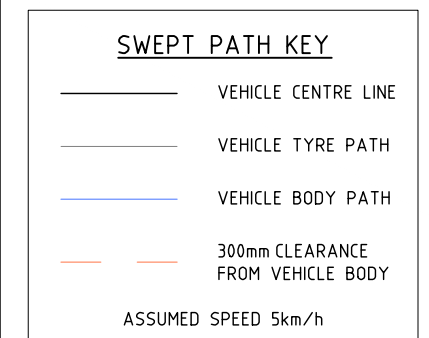 SWEPT PATH KEY
VEHICLE CENTRE LINE
VEHICLE TYRE PATH
VEHICLE BODY PATH
300mm CLEARANCE
FROM VEHICLE BODY
ASSUMED SPEED 5km/h